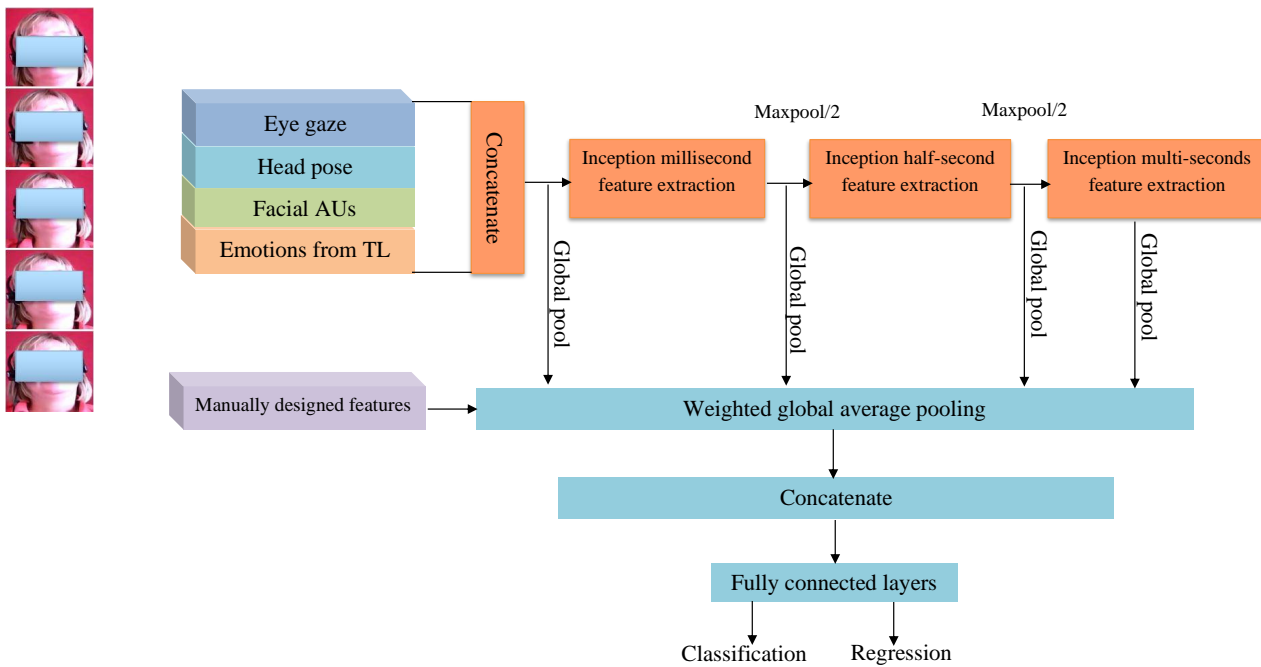 Maxpool/2
Maxpool/2
Eye gaze
Head pose
Facial AUs
Emotions from TL
Concatenate
Inception millisecond
feature extraction
Inception half-second
feature extraction
Inception multi-seconds
feature extraction
Global pool
Global pool
Global pool
Global pool
Manually designed features
Weighted global average pooling
Concatenate
Fully connected layers
Classification
Regression